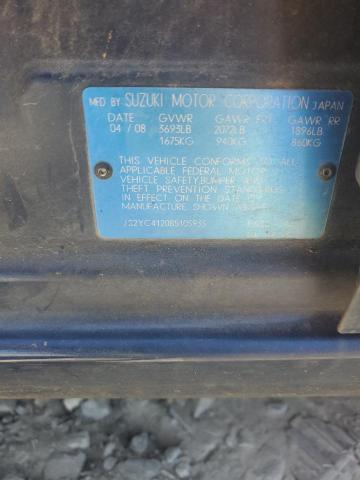 MFD BY SUZUKI MOTOR CORPORATION JAPAN
DATE GVWR GAWR FRT GAWR RR
04 / 08 3693LB 2072LB 1896LB
1675KG 940KG 860KG
THIS VEHICLE CONFORMS TO ALL
APPLICABLE FEDERAL MOTOR
VEHICLE SAFETY,BUMPER, AND
THEFT PREVENTION STANDARDS
IN EFFECT ON THE DATE OF
MANUFACTURE SHOWN ABOVE